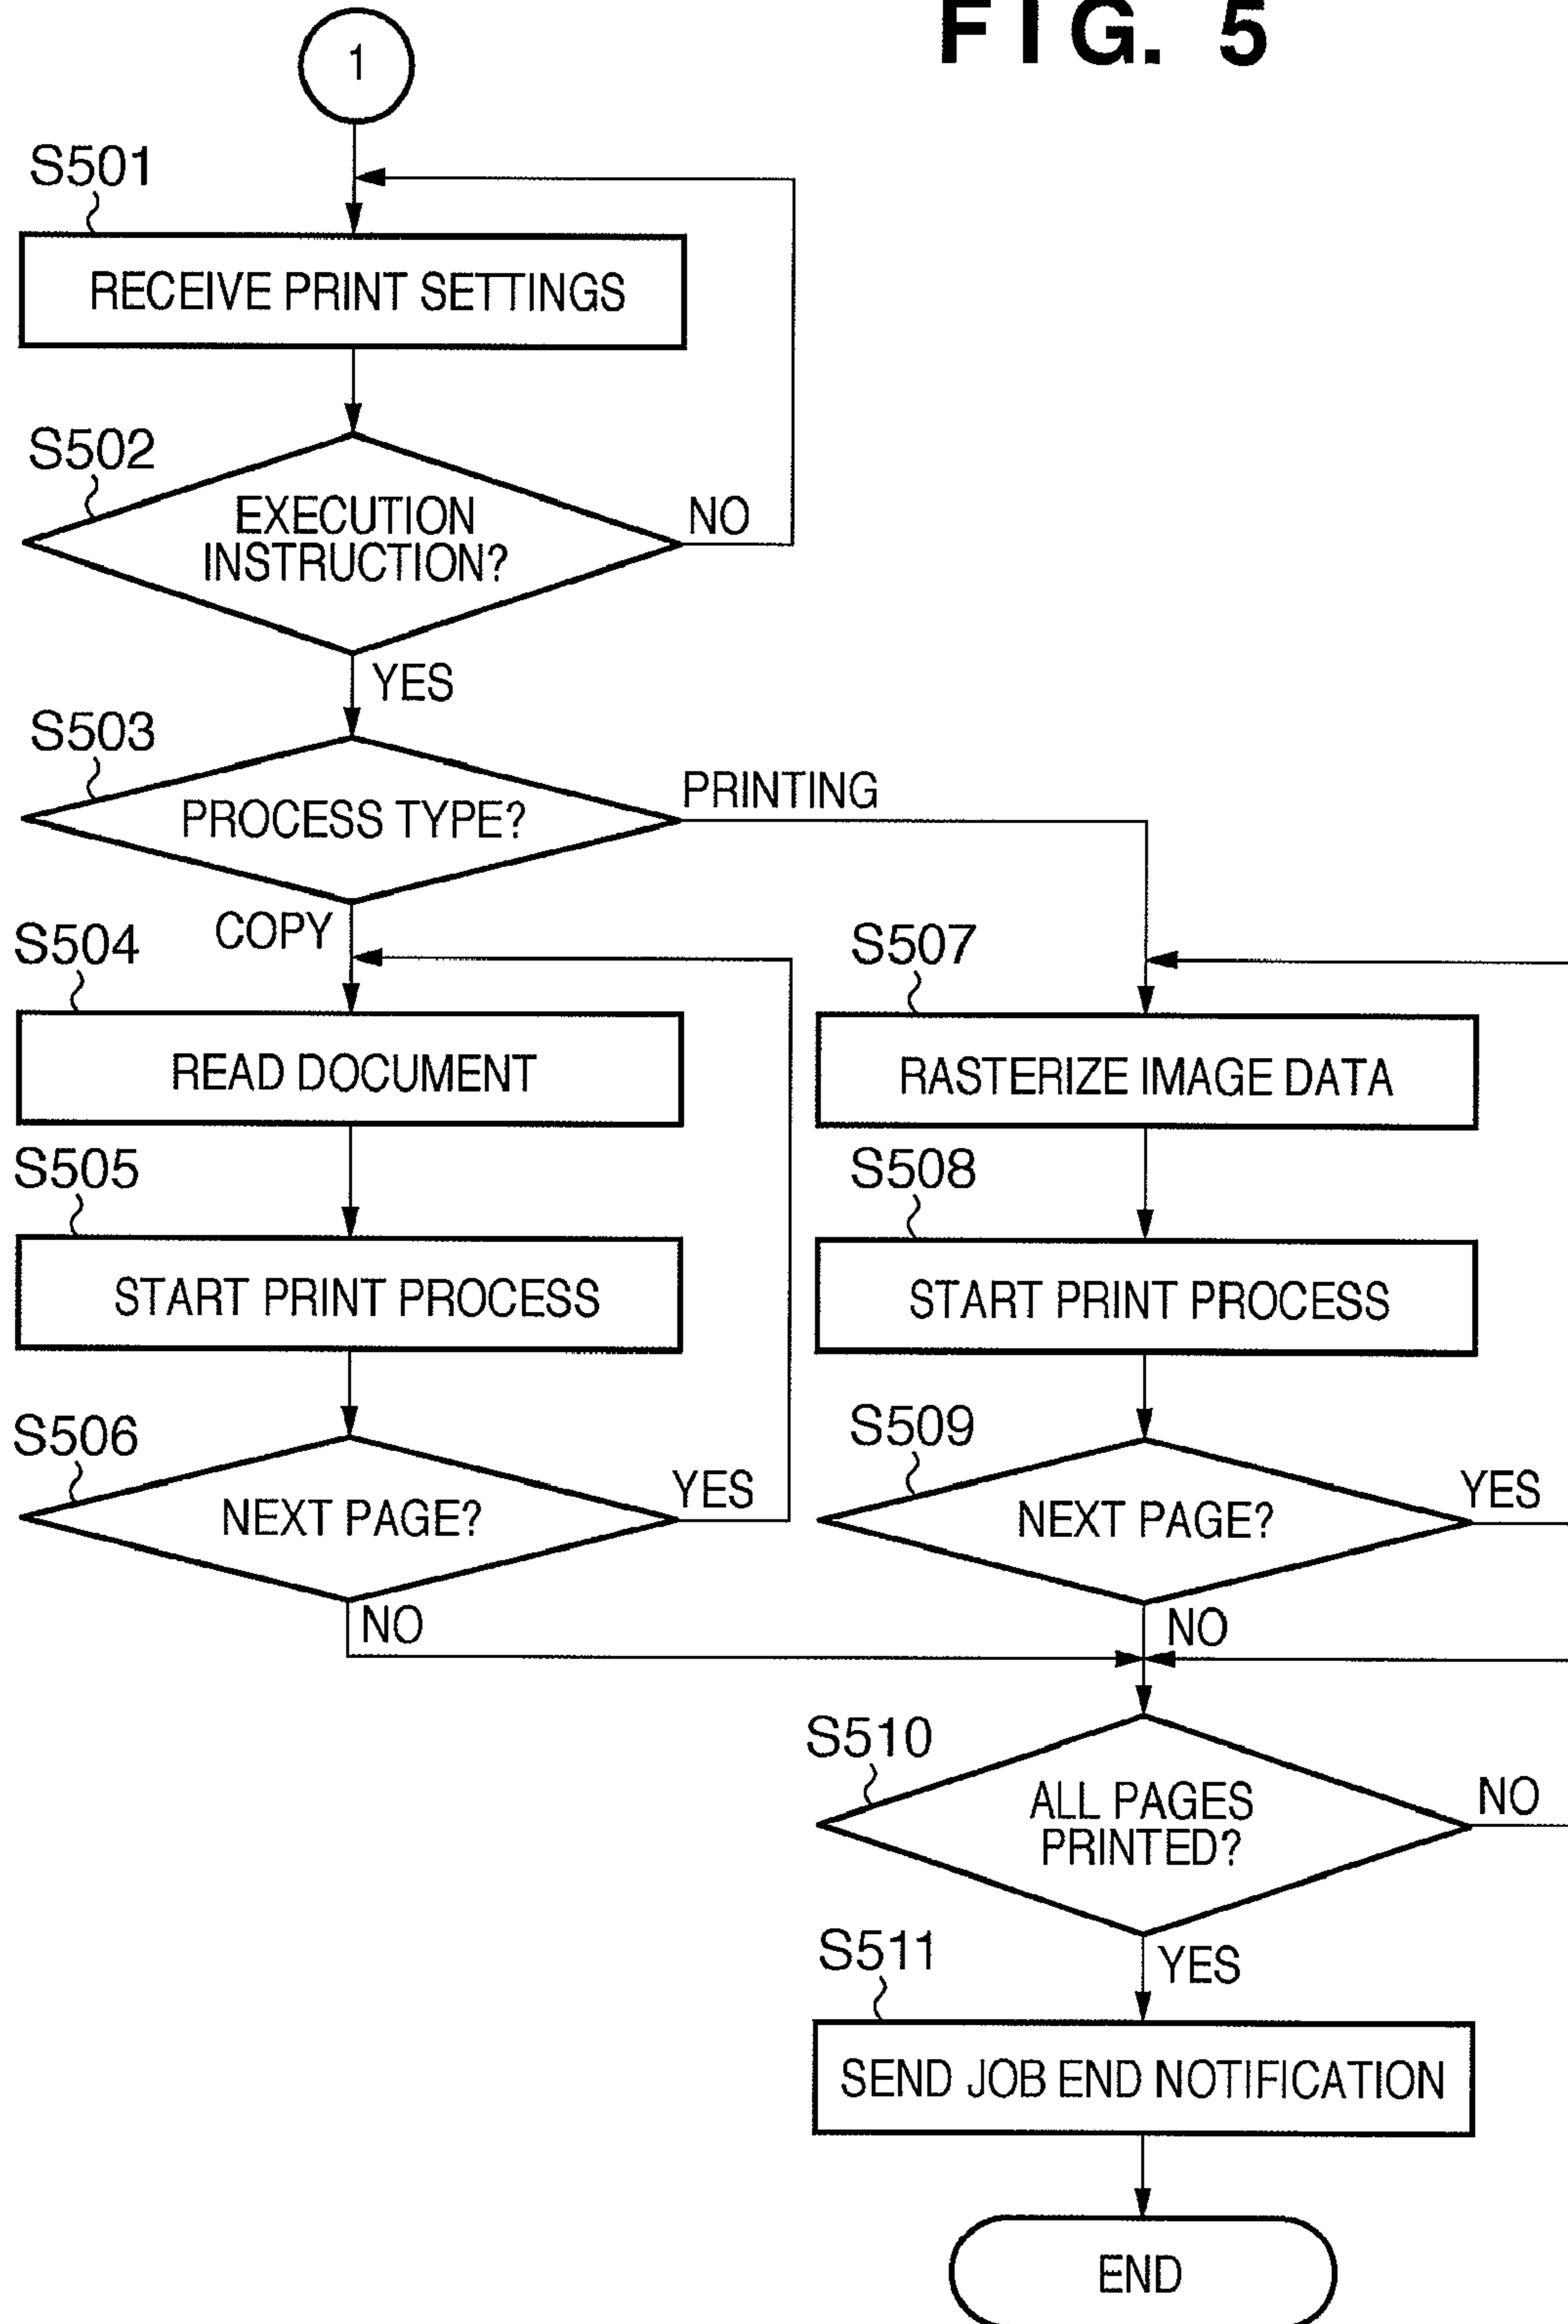 FIG. 5
1
S501
RECEIVE PRINT SETTINGS
S502
EXECUTION
INSTRUCTION?
NO
YES
S503
PROCESS TYPE?
PRINTING
COPY
S504
READ DOCUMENT
S505
START PRINT PROCESS
S506
NEXT PAGE?
YES
NO
S507
RASTERIZE IMAGE DATA
S508
START PRINT PROCESS
S509
NEXT PAGE?
YES
NO
S510
ALL PAGES
PRINTED?
NO
YES
S511
SEND JOB END NOTIFICATION
END